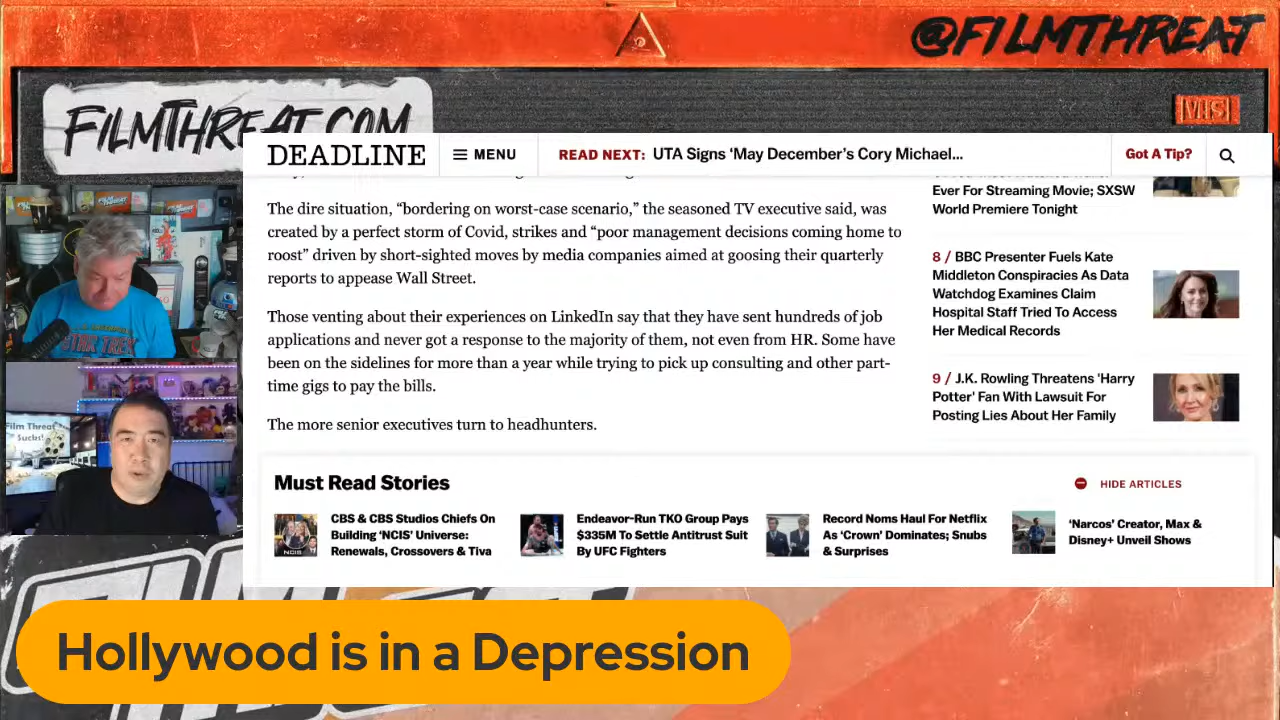 @FILMTHREAT
FILMTHREAT.COM
M|S
DEADLINE
MENU
READ NEXT: UTA Signs ‘May December’s Cory Michael...
Got A Tip?
The dire situation, “bordering on worst-case scenario,” the seasoned TV executive said, was
created by a perfect storm of Covid, strikes and “poor management decisions coming home to
roost” driven by short-sighted moves by media companies aimed at goosing their quarterly
reports to appease Wall Street.
Those venting about their experiences on LinkedIn say that they have sent hundreds of job
applications and never got a response to the majority of them, not even from HR. Some have
been on the sidelines for more than a year while trying to pick up consulting and other part-
time gigs to pay the bills.
The more senior executives turn to headhunters.
Ever For Streaming Movie; SXSW
World Premiere Tonight
8 / BBC Presenter Fuels Kate
Middleton Conspiracies As Data
Watchdog Examines Claim
Hospital Staff Tried To Access
Her Medical Records
9 / J.K. Rowling Threatens ‘Harry
Potter’ Fan With Lawsuit For
Posting Lies About Her Family
Must Read Stories
HIDE ARTICLES
CBS & CBS Studios Chiefs On
Building ‘NCIS’ Universe:
Renewals, Crossovers & Tiva
Endeavor-Run TKO Group Pays
$335M To Settle Antitrust Suit
By UFC Fighters
Record Noms Haul For Netflix
As ‘Crown’ Dominates; Snubs
& Surprises
‘Narcos’ Creator, Max &
Disney+ Unveil Shows
STAR TREK
Film Threat
Sucks!
NCIS
Hollywood is in a Depression